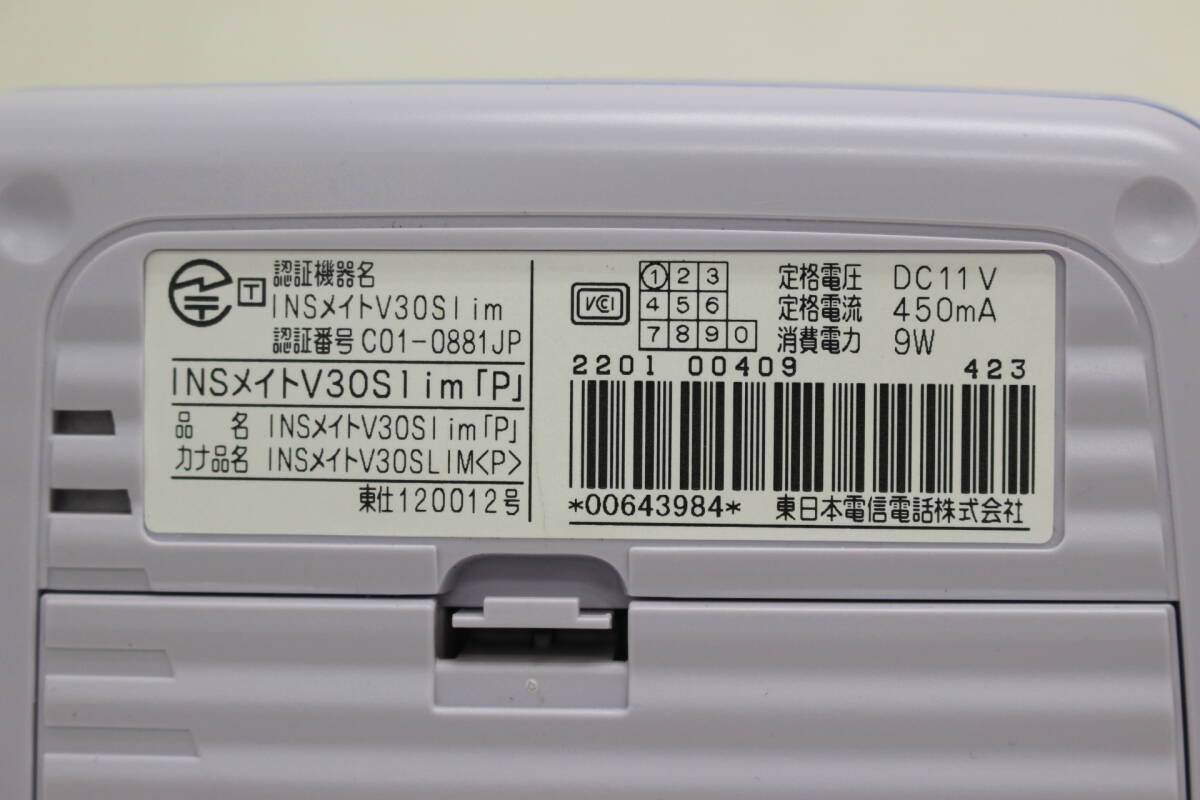 認証機器名
T INSメイトV30Slim
認証番号 C01-0881JP
INSメイトV30Slim「P」
品 名 INSメイトV30Slim「P」
カナ品名 INSメイトV30SLIM<P>
東仕120012号
VCCI
1 2 3
4 5 6
7 8 9 0
定格電圧 DC11V
定格電流 450mA
消費電力 9W
2201 00409 423
*00643984* 東日本電信電話株式会社